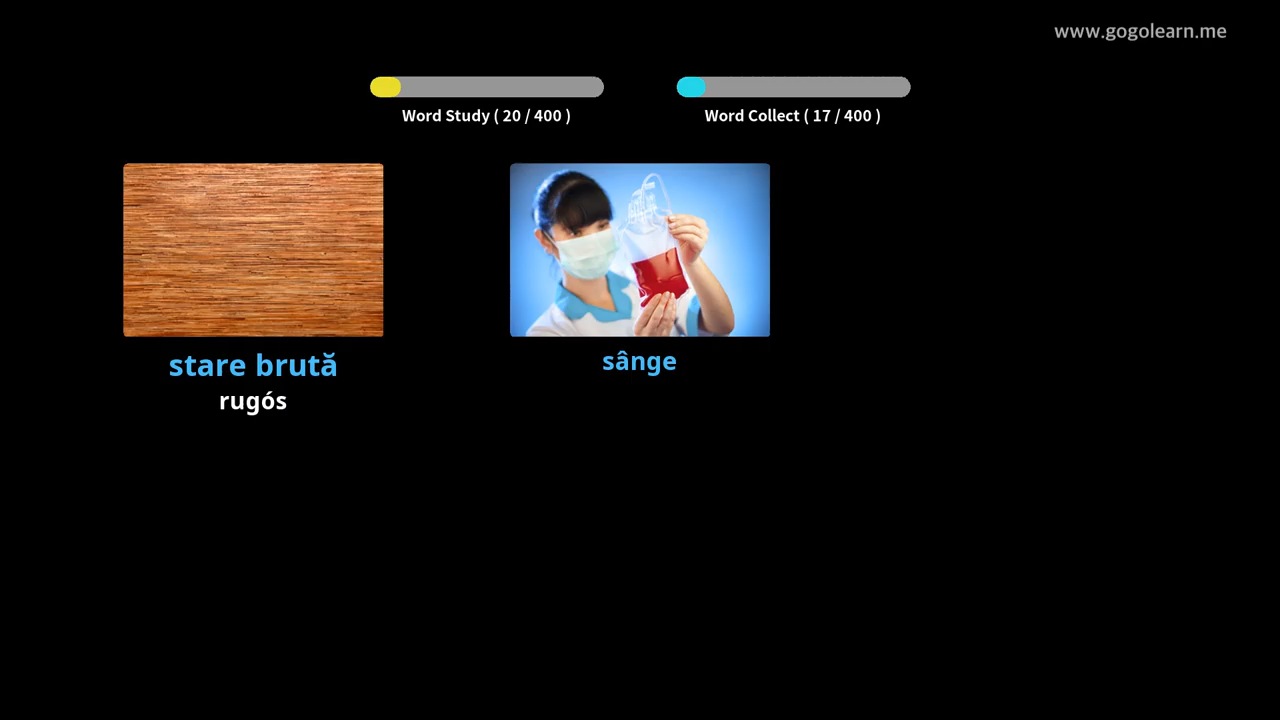 www.gogolearn.me
Word Study ( 20 / 400 )
Word Collect ( 17 / 400 )
stare brută
rugós
sânge